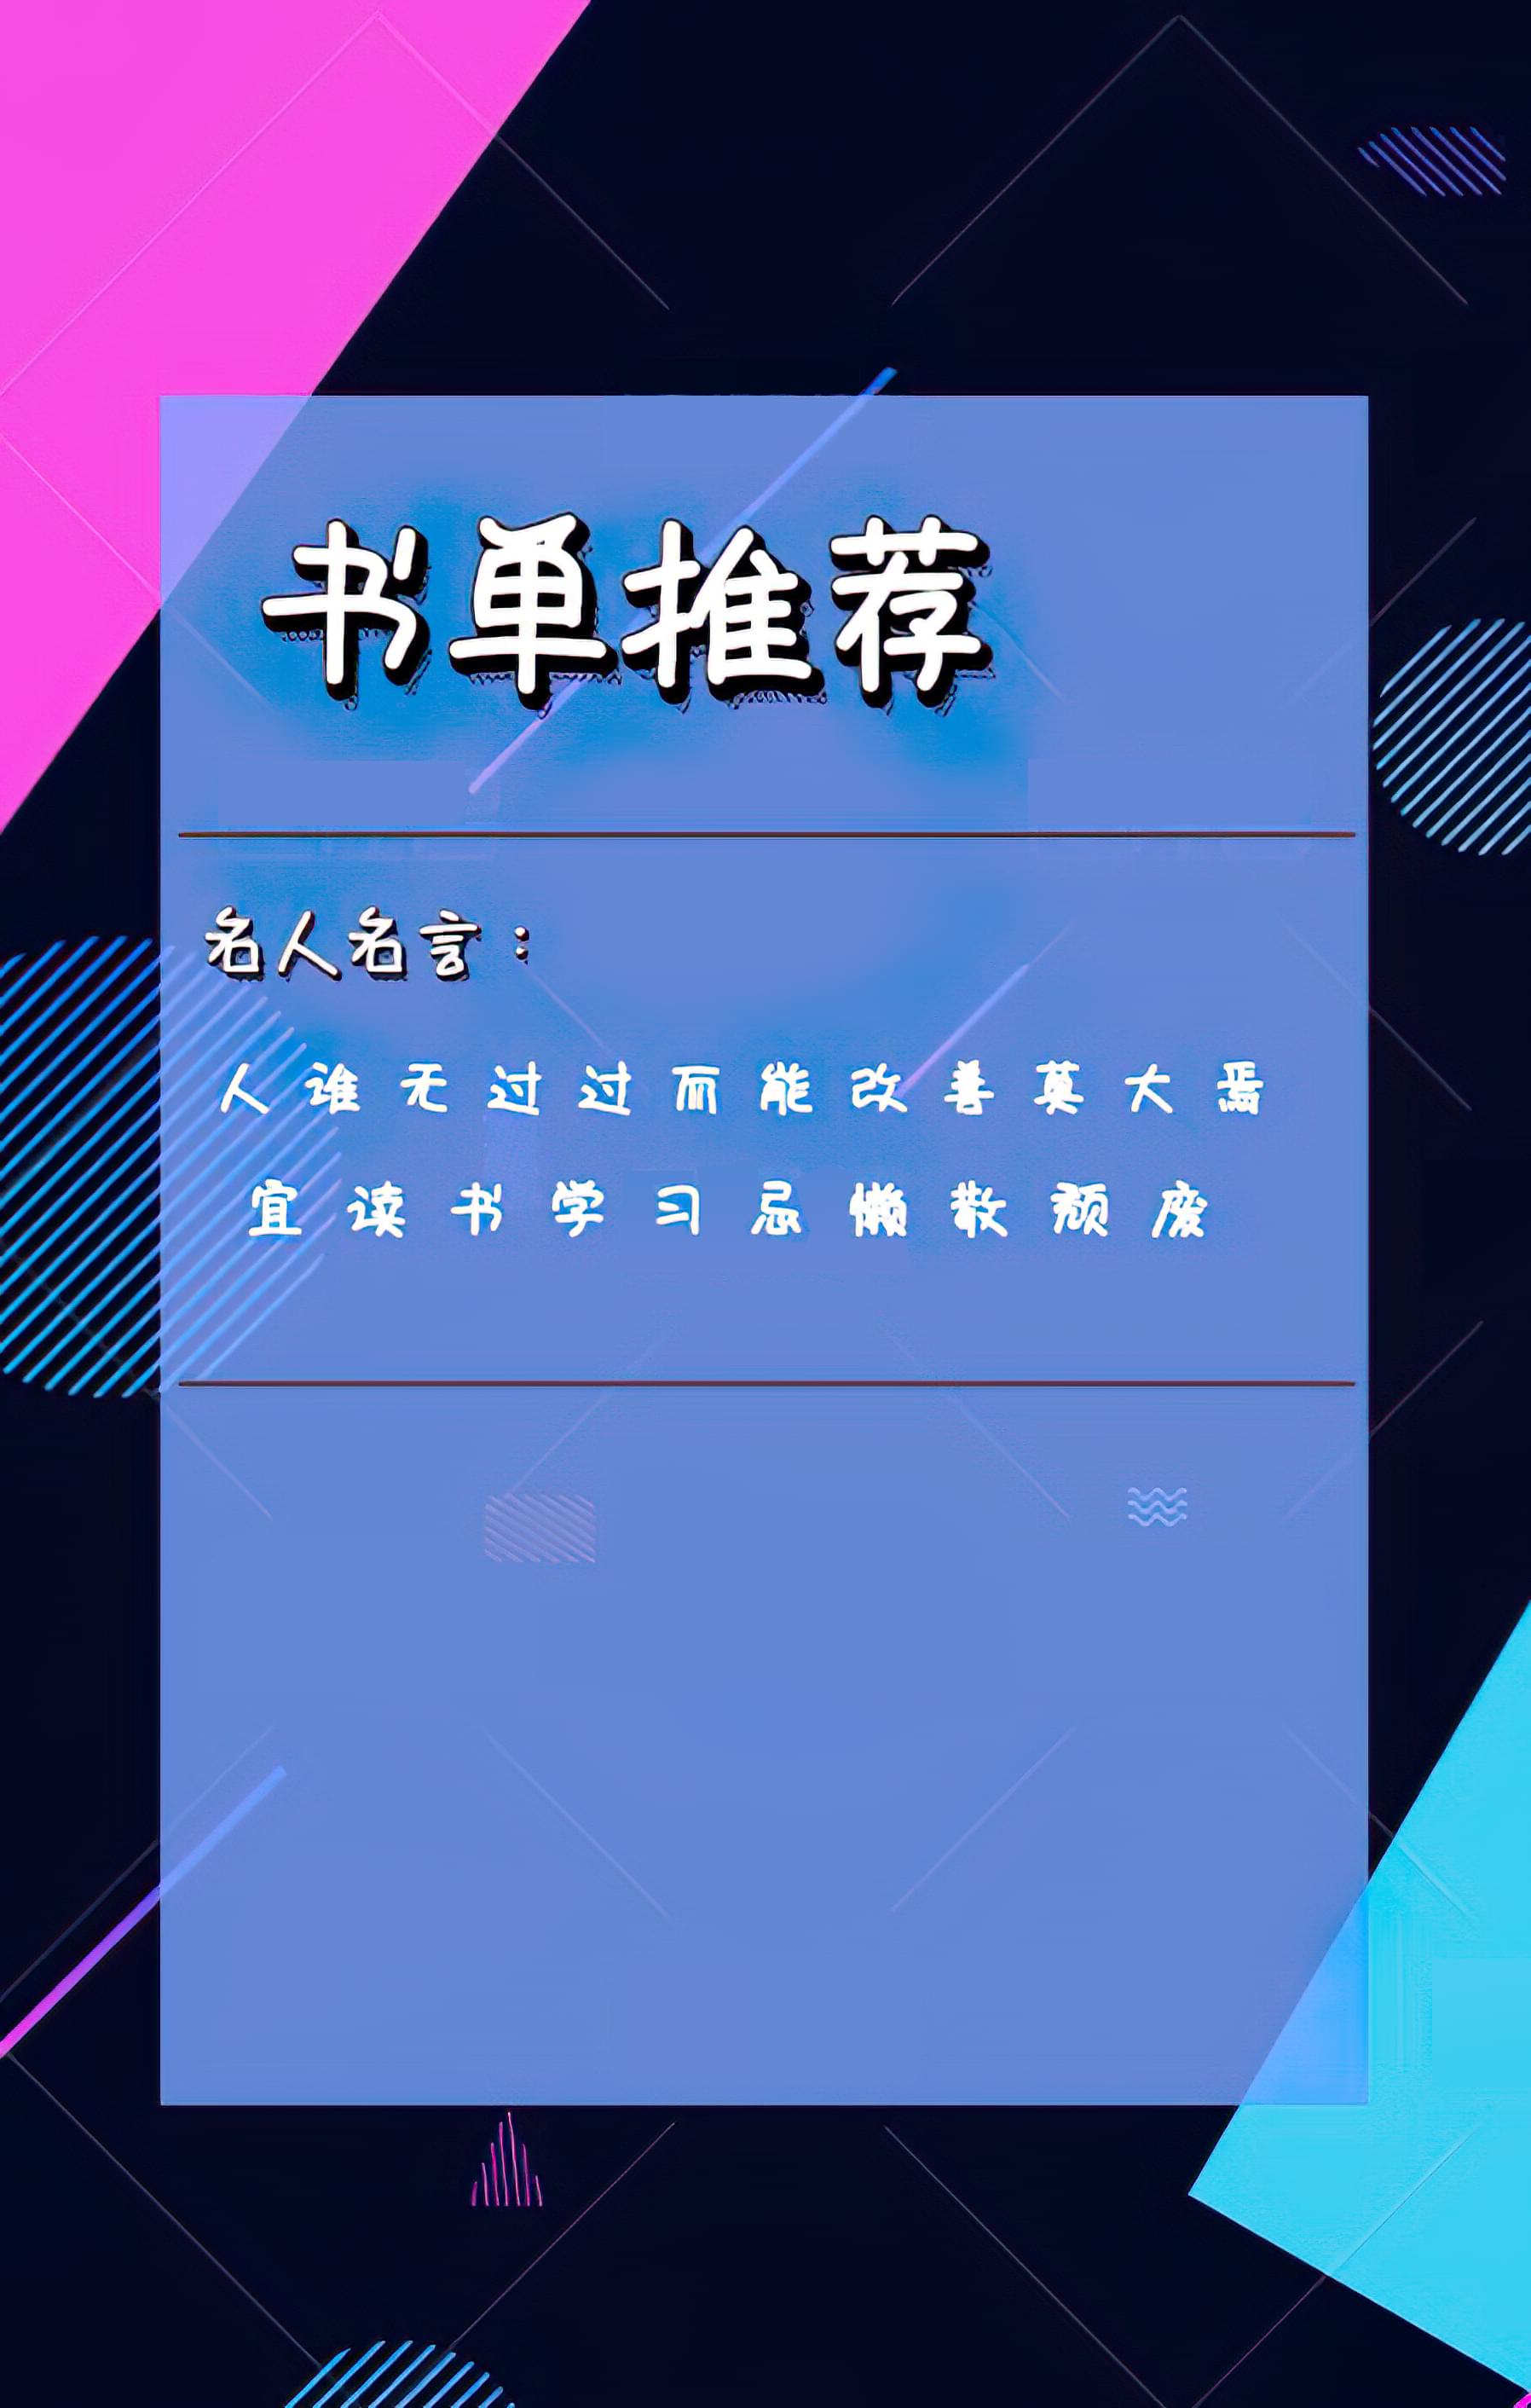 书单推荐
名人名言：
人谁无过过而能改善莫大焉
宜读书学习忌懒散颓废